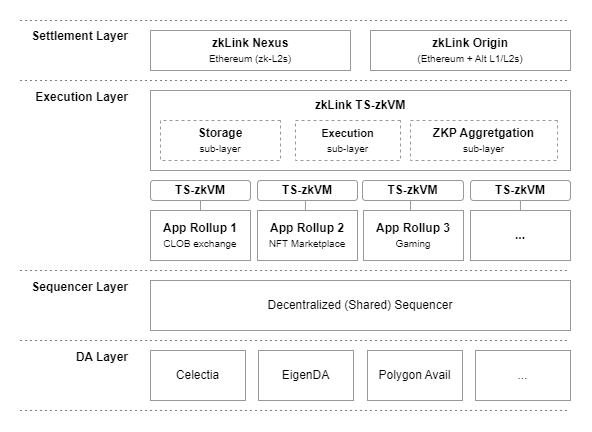 Settlement Layer
zkLink Nexus
Ethereum (zk-L2s)
zkLink Origin
(Ethereum + Alt L1/L2s)
Execution Layer
zkLink TS-zkVM
Storage
sub-layer
Execution
sub-layer
ZKP Aggretgation
sub-layer
TS-zkVM
TS-zkVM
TS-zkVM
TS-zkVM
App Rollup 1
CLOB exchange
App Rollup 2
NFT Marketplace
App Rollup 3
Gaming
...
Sequencer Layer
Decentralized (Shared) Sequencer
DA Layer
Celectia
EigenDA
Polygon Avail
...